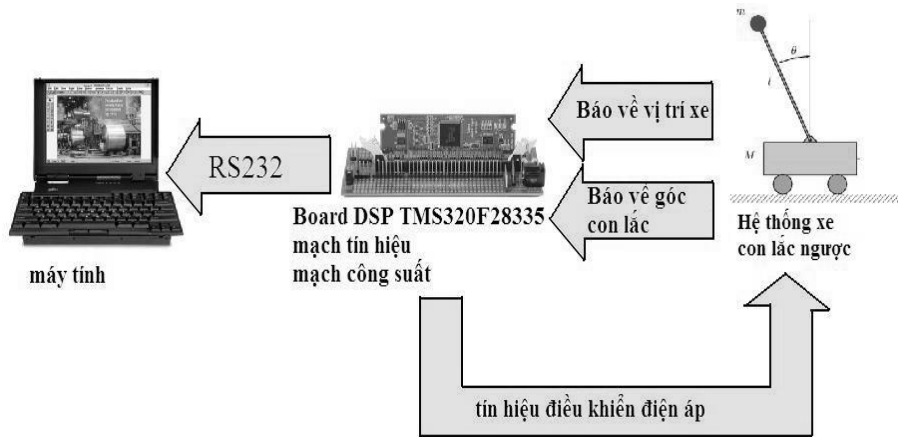 m
θ
l
M
Báo về vị trí xe
RS232
Báo về góc
con lắc
Board DSP TMS320F28335
mạch tín hiệu
mạch công suất
Hệ thống xe
con lắc ngược
máy tính
tín hiệu điều khiển điện áp